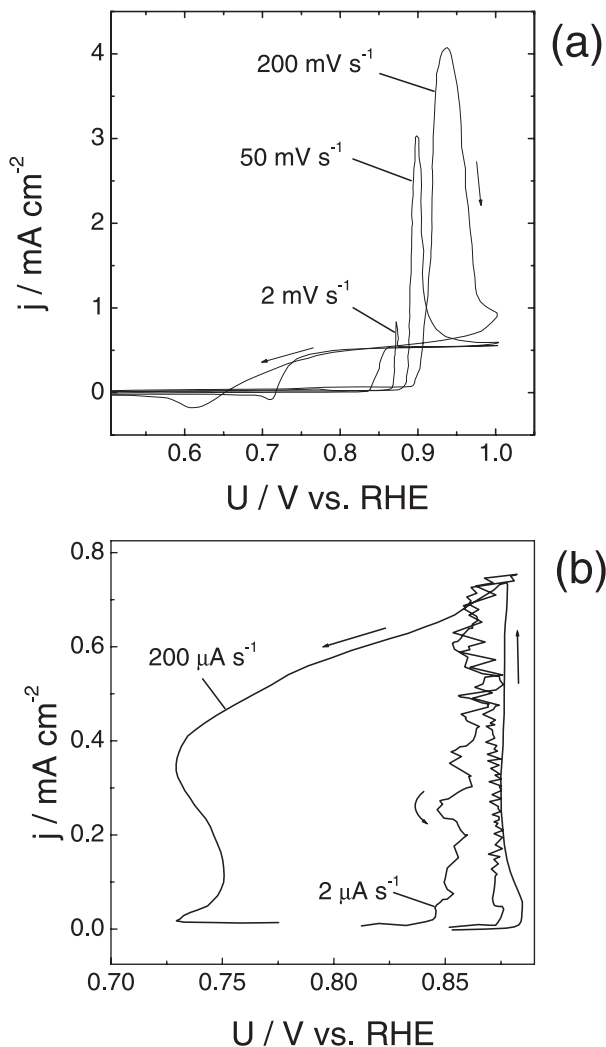 (a)
4
3
2
1
0
j / mA cm⁻²
200 mV s⁻¹
50 mV s⁻¹
2 mV s⁻¹
0.6 0.7 0.8 0.9 1.0
U / V vs. RHE
(b)
0.8
0.6
0.4
0.2
0.0
j / mA cm⁻²
200 µA s⁻¹
2 µA s⁻¹
0.70 0.75 0.80 0.85
U / V vs. RHE